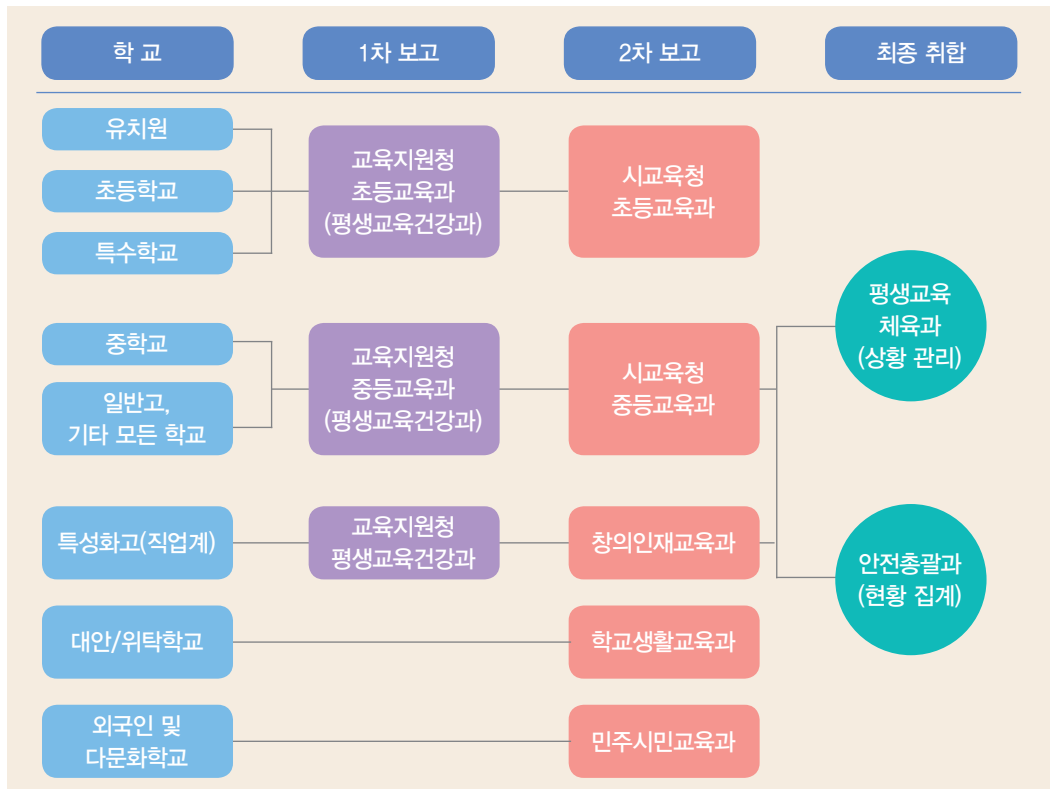 학 교
1차 보고
2차 보고
최종 취합
유치원
초등학교
특수학교
교육지원청
초등교육과
(평생교육건강과)
시교육청
초등교육과
중학교
일반고,
기타 모든 학교
교육지원청
중등교육과
(평생교육건강과)
시교육청
중등교육과
평생교육
체육과
(상황 관리)
특성화고(직업계)
교육지원청
평생교육건강과
창의인재교육과
안전총괄과
(현황 집계)
대안/위탁학교
학교생활교육과
외국인 및
다문화학교
민주시민교육과